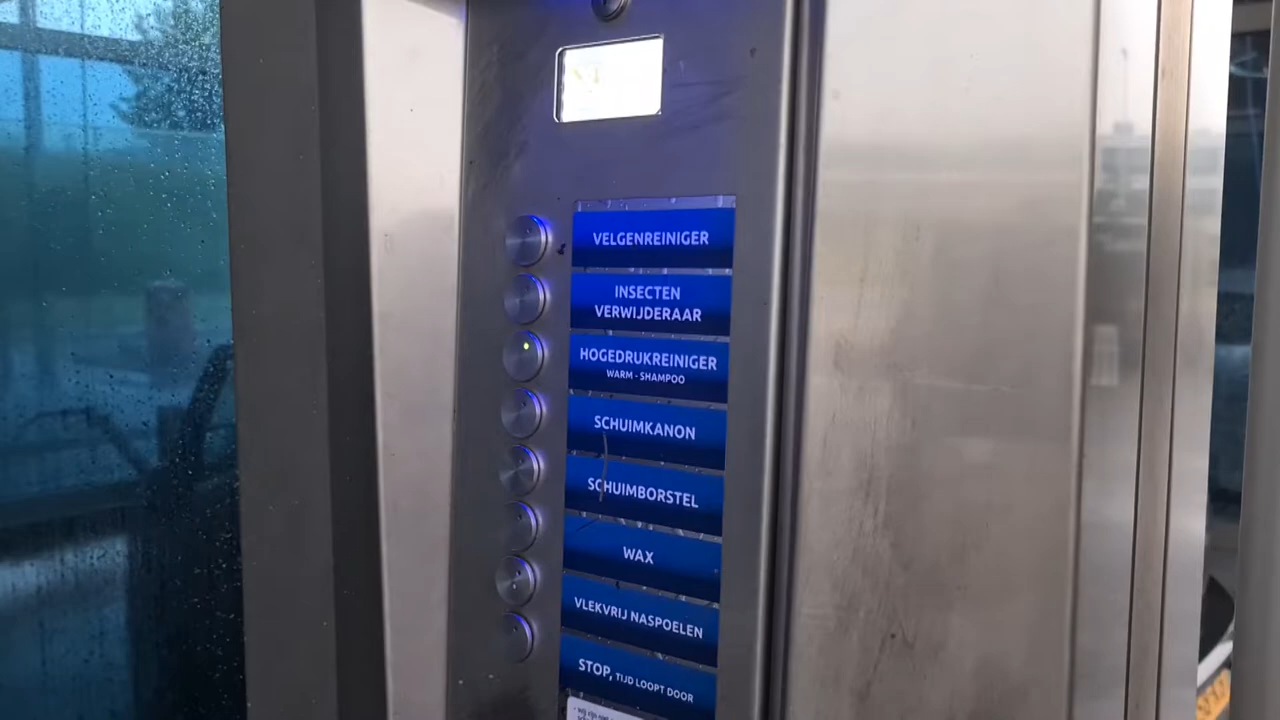 VELGENREINIGER
INSECTEN
VERWIJDERAAR
HOGEDRUKREINIGER
WARM - SHAMPOO
SCHUIMKANON
SCHUIMBORSTEL
WAX
VLEKVRIJ NASPOELEN
STOP, TIJD LOOPT DOOR